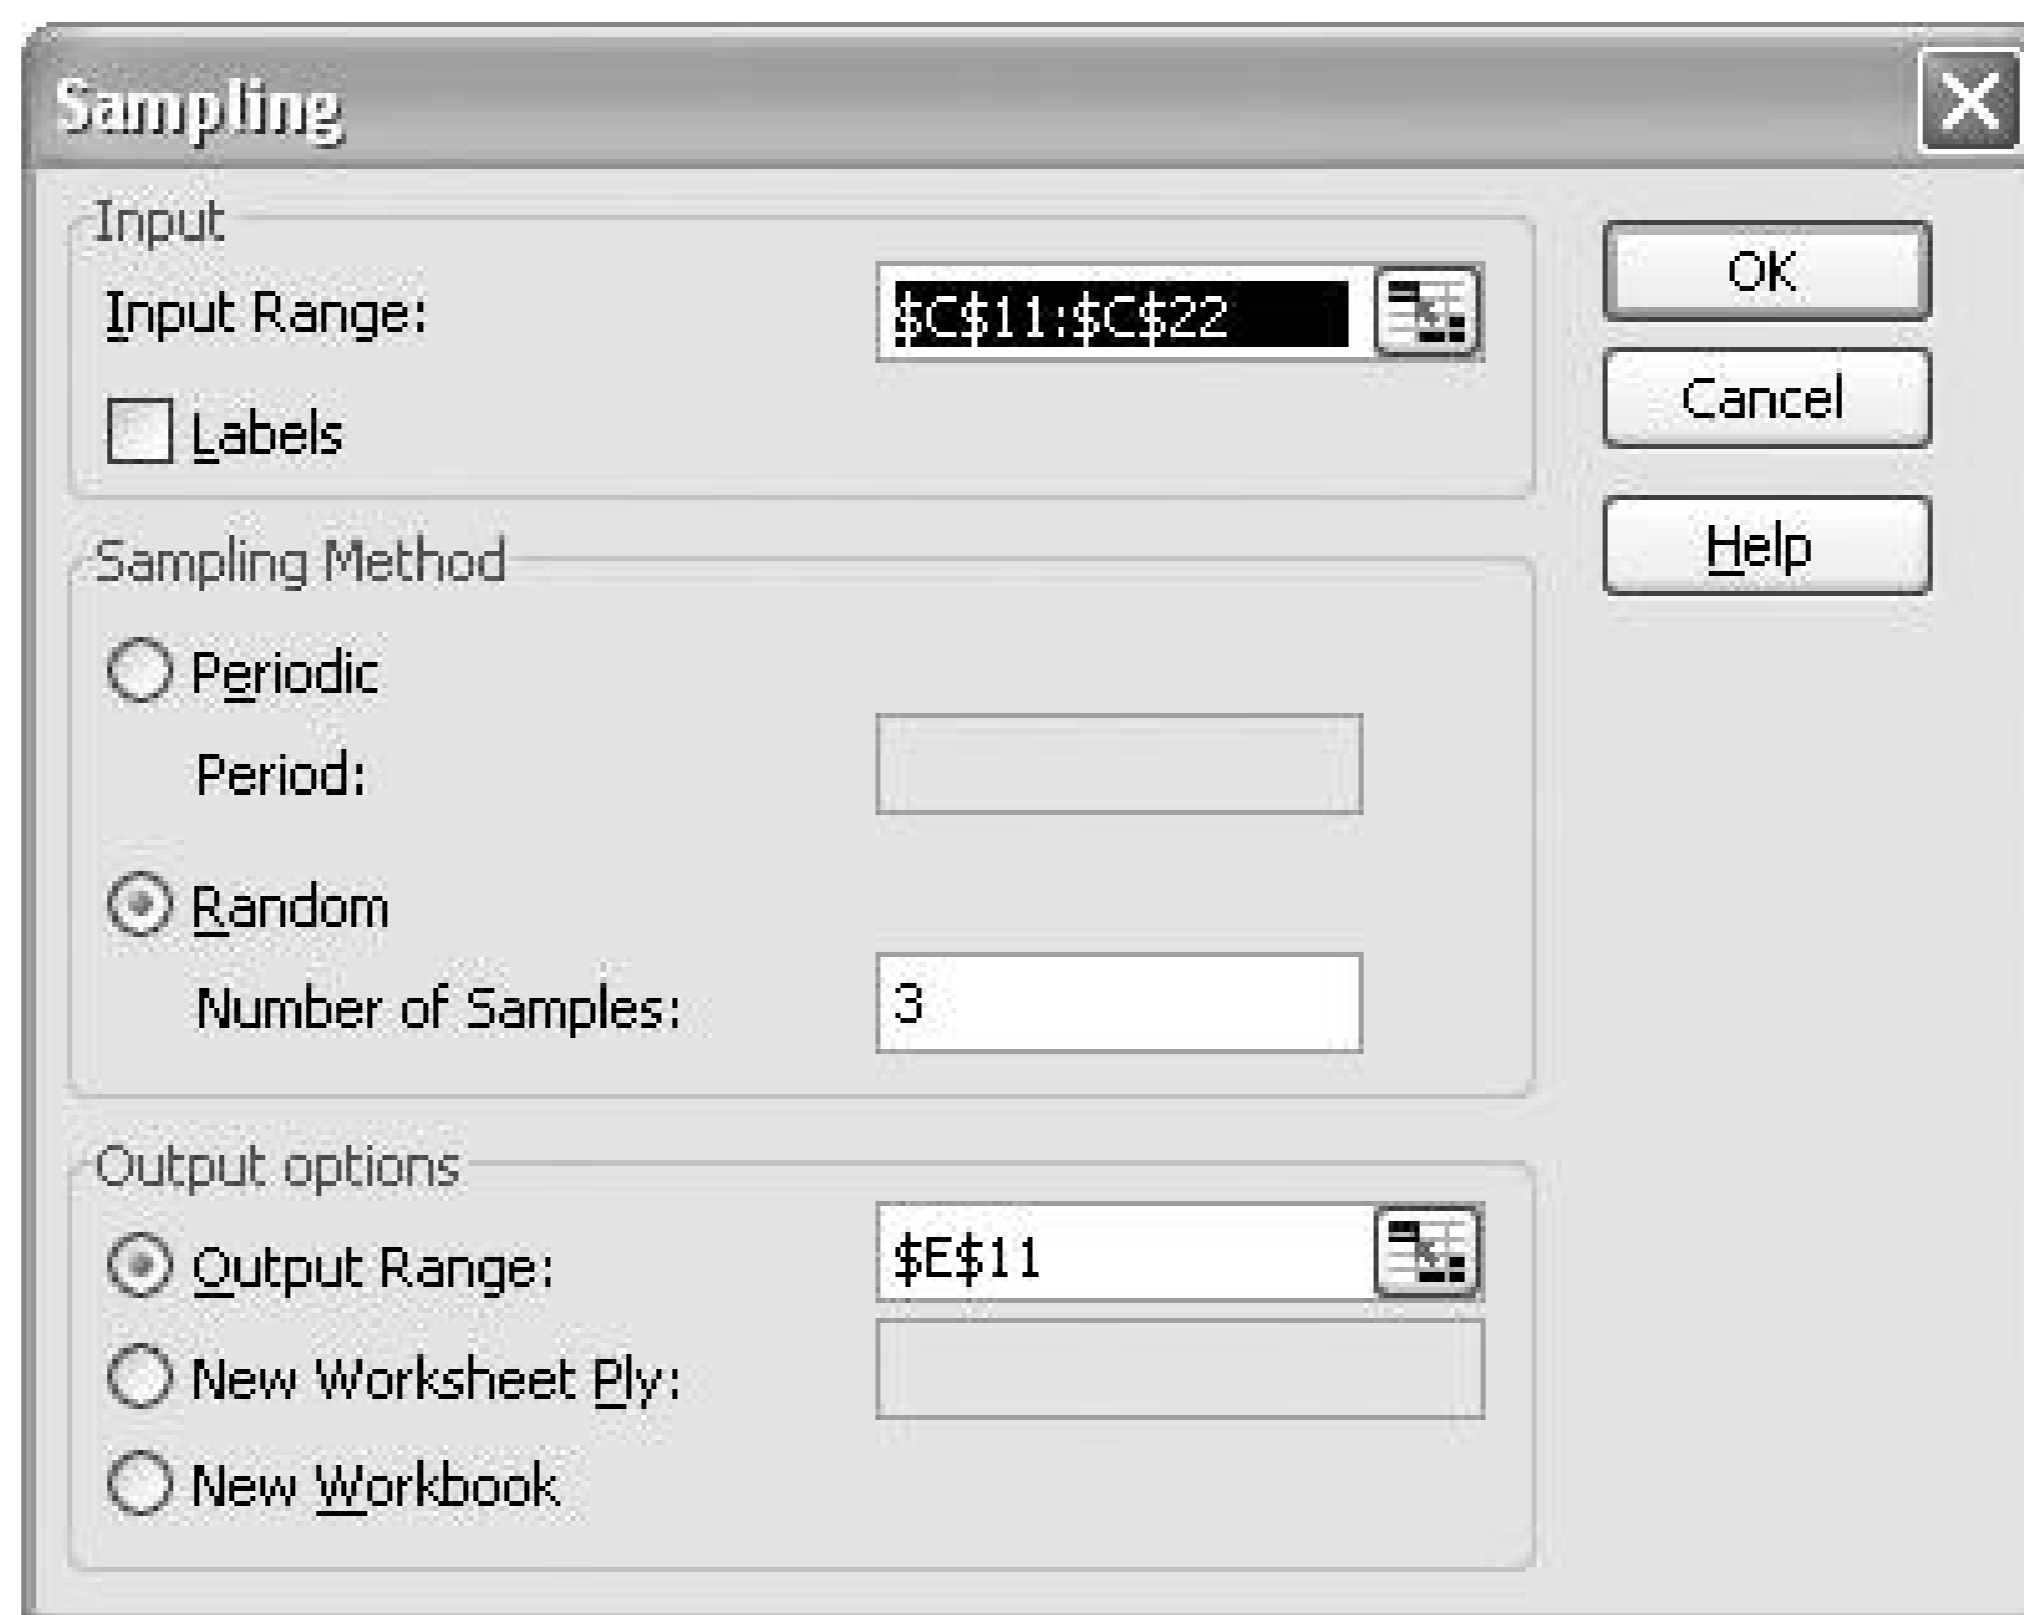 Sampling
Input
Input Range: $C$11:$C$22
Labels
OK
Cancel
Help
Sampling Method
Periodic
Period:
Random
Number of Samples: 3
Output options
Output Range: $E$11
New Worksheet Ply:
New Workbook